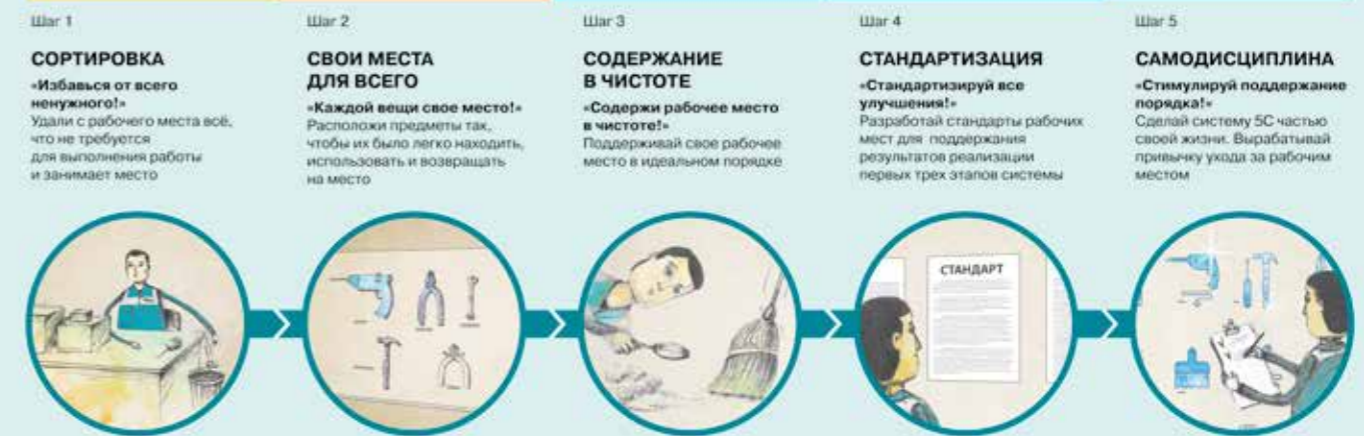 Шаг 1
СОРТИРОВКА
«Избавься от всего
ненужного!»
Удали с рабочего места всё,
что не требуется
для выполнения работы
и занимает место
Шаг 2
СВОИ МЕСТА
ДЛЯ ВСЕГО
«Каждой вещи свое место!»
Расположи предметы так,
чтобы их было легко находить,
использовать и возвращать
на место
Шаг 3
СОДЕРЖАНИЕ
В ЧИСТОТЕ
«Содержи рабочее место
в чистоте!»
Поддерживай свое рабочее
место в идеальном порядке
Шаг 4
СТАНДАРТИЗАЦИЯ
«Стандартизируй все
улучшения!»
Разработай стандарты рабочих
мест для поддержания
результатов реализации
первых трех этапов системы
Шаг 5
САМОДИСЦИПЛИНА
«Стимулируй поддержание
порядка!»
Сделай систему 5С частью
своей жизни. Вырабатывай
привычку ухода за рабочим
местом
СТАНДАРТ